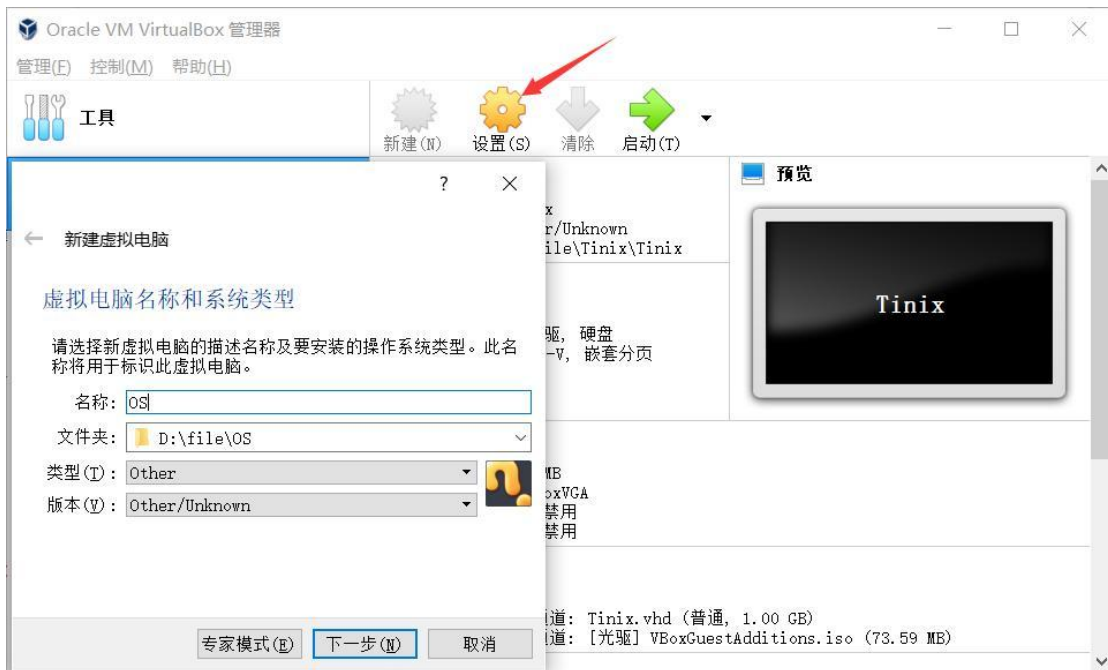 Oracle VM VirtualBox 管理器
管理(F) 控制(M) 帮助(H)
工具
新建(N) 设置(S) 清除 启动(T)
?
新建虚拟电脑
虚拟电脑名称和系统类型
请选择新虚拟电脑的描述名称及要安装的操作系统类型。此名
称将用于标识此虚拟电脑。
名称: OS
文件夹: D:\file\OS
类型(T): Other
版本(V): Other/Unknown
专家模式(E) 下一步(N) 取消
x
r/Unknown
ile\Tinix\Tinix
驱, 硬盘
-V, 嵌套分页
MB
oxVGA
禁用
禁用
道: Tinix.vhd (普通, 1.00 GB)
道: [光驱] VBoxGuestAdditions.iso (73.59 MB)
预览
Tinix